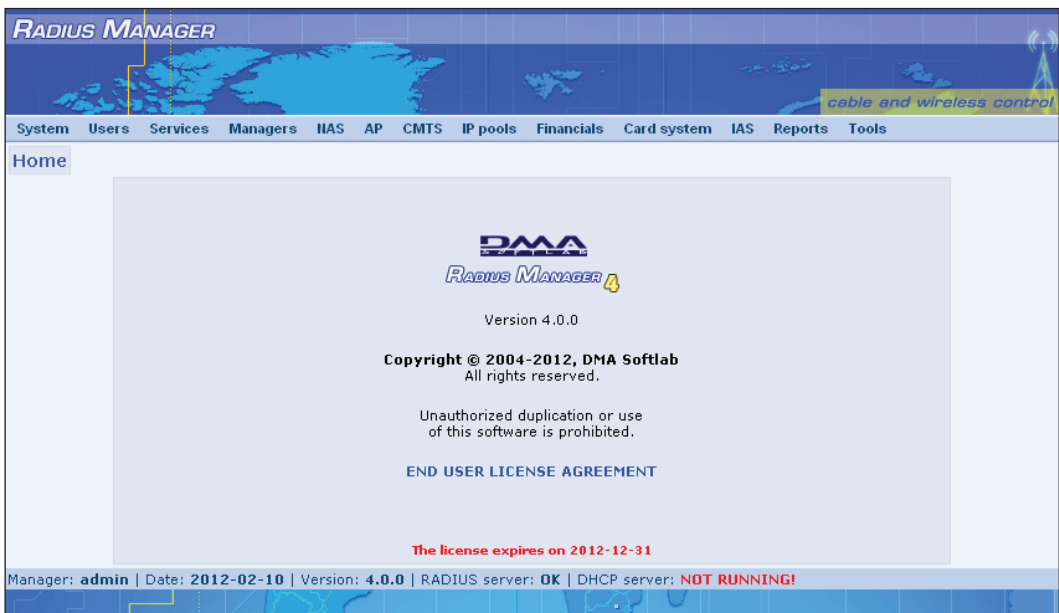 RADIUS MANAGER
cable and wireless control
System Users Services Managers NAS AP CMTS IP pools Financials Card system IAS Reports Tools
Home
DMA
SOFTLAB
RADIUS MANAGER 4
Version 4.0.0
Copyright © 2004-2012, DMA Softlab
All rights reserved.
Unauthorized duplication or use
of this software is prohibited.
END USER LICENSE AGREEMENT
The license expires on 2012-12-31
Manager: admin | Date: 2012-02-10 | Version: 4.0.0 | RADIUS server: OK | DHCP server: NOT RUNNING!